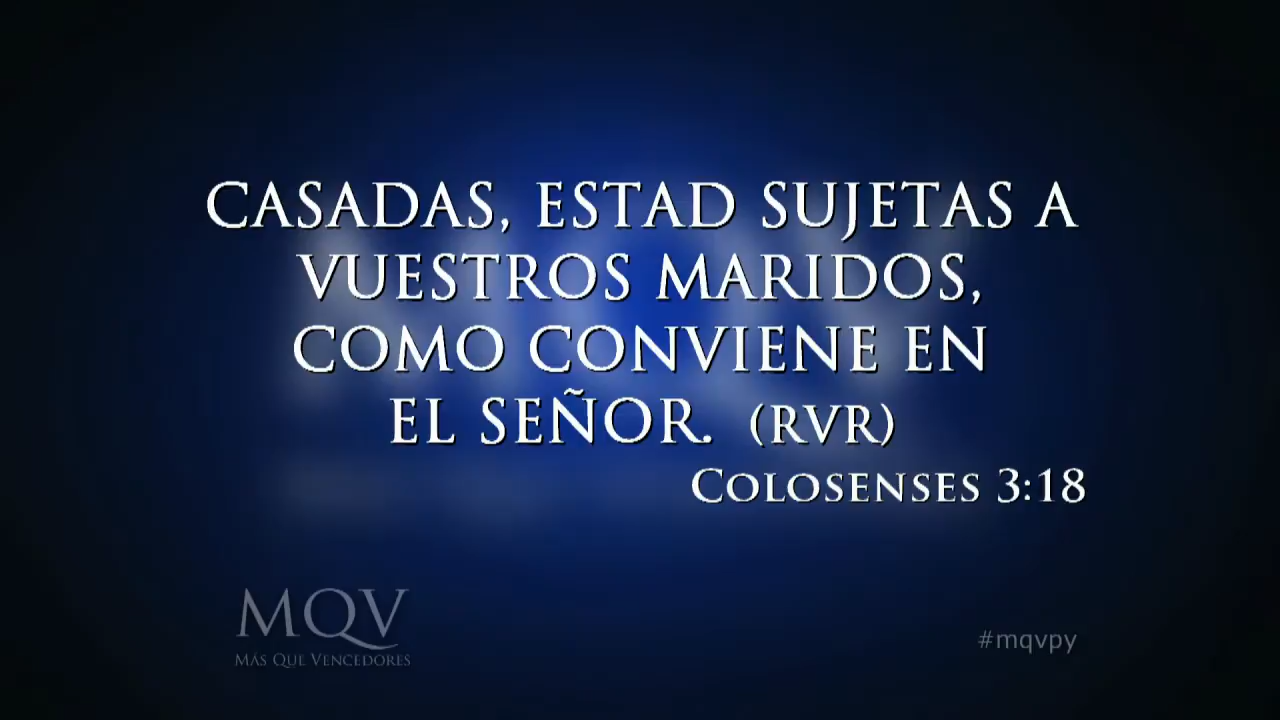 CASADAS, ESTAD SUJETAS A
VUESTROS MARIDOS,
COMO CONVIENE EN
EL SEÑOR. (RVR)
COLOSENSES 3:18
MQV
MÁS QUE VENCEDORES
#mqvpy